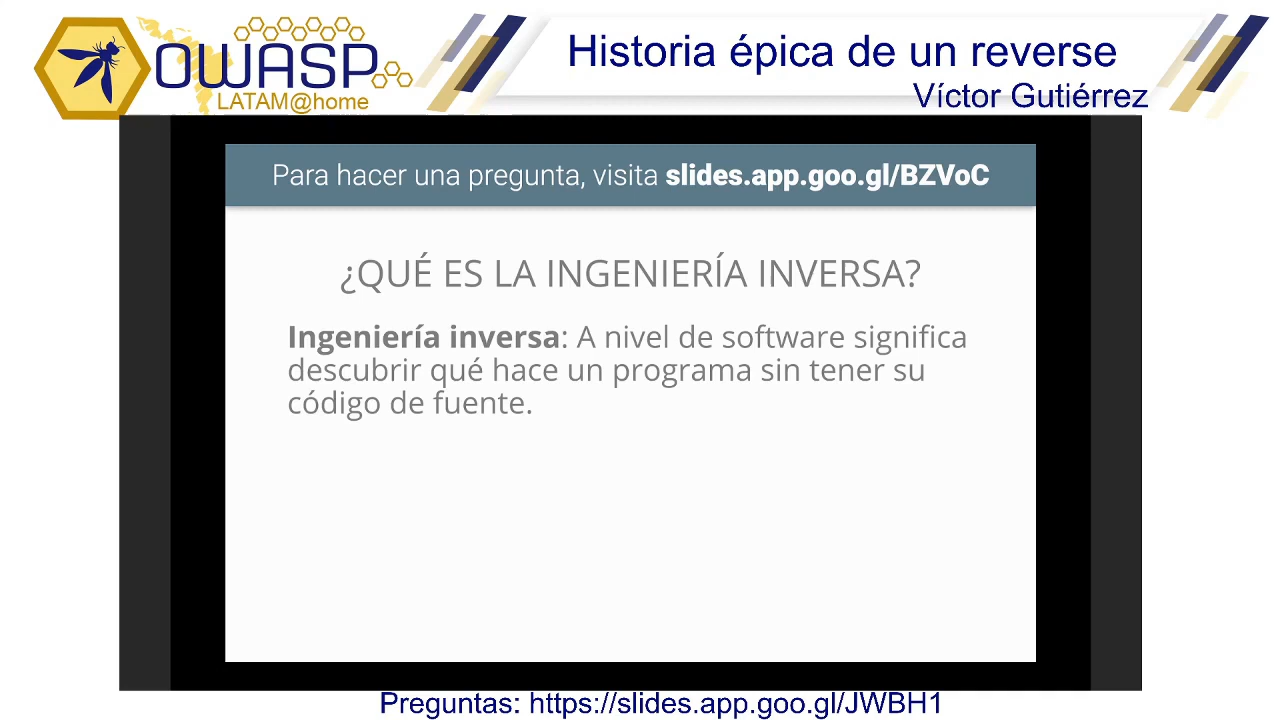 OWASP
LATAM@home
Historia épica de un reverse
Víctor Gutiérrez
Para hacer una pregunta, visita slides.app.goo.gl/BZVoC
¿QUÉ ES LA INGENIERÍA INVERSA?
Ingeniería inversa: A nivel de software significa
descubrir qué hace un programa sin tener su
código de fuente.
Preguntas: https://slides.app.goo.gl/JWBH1